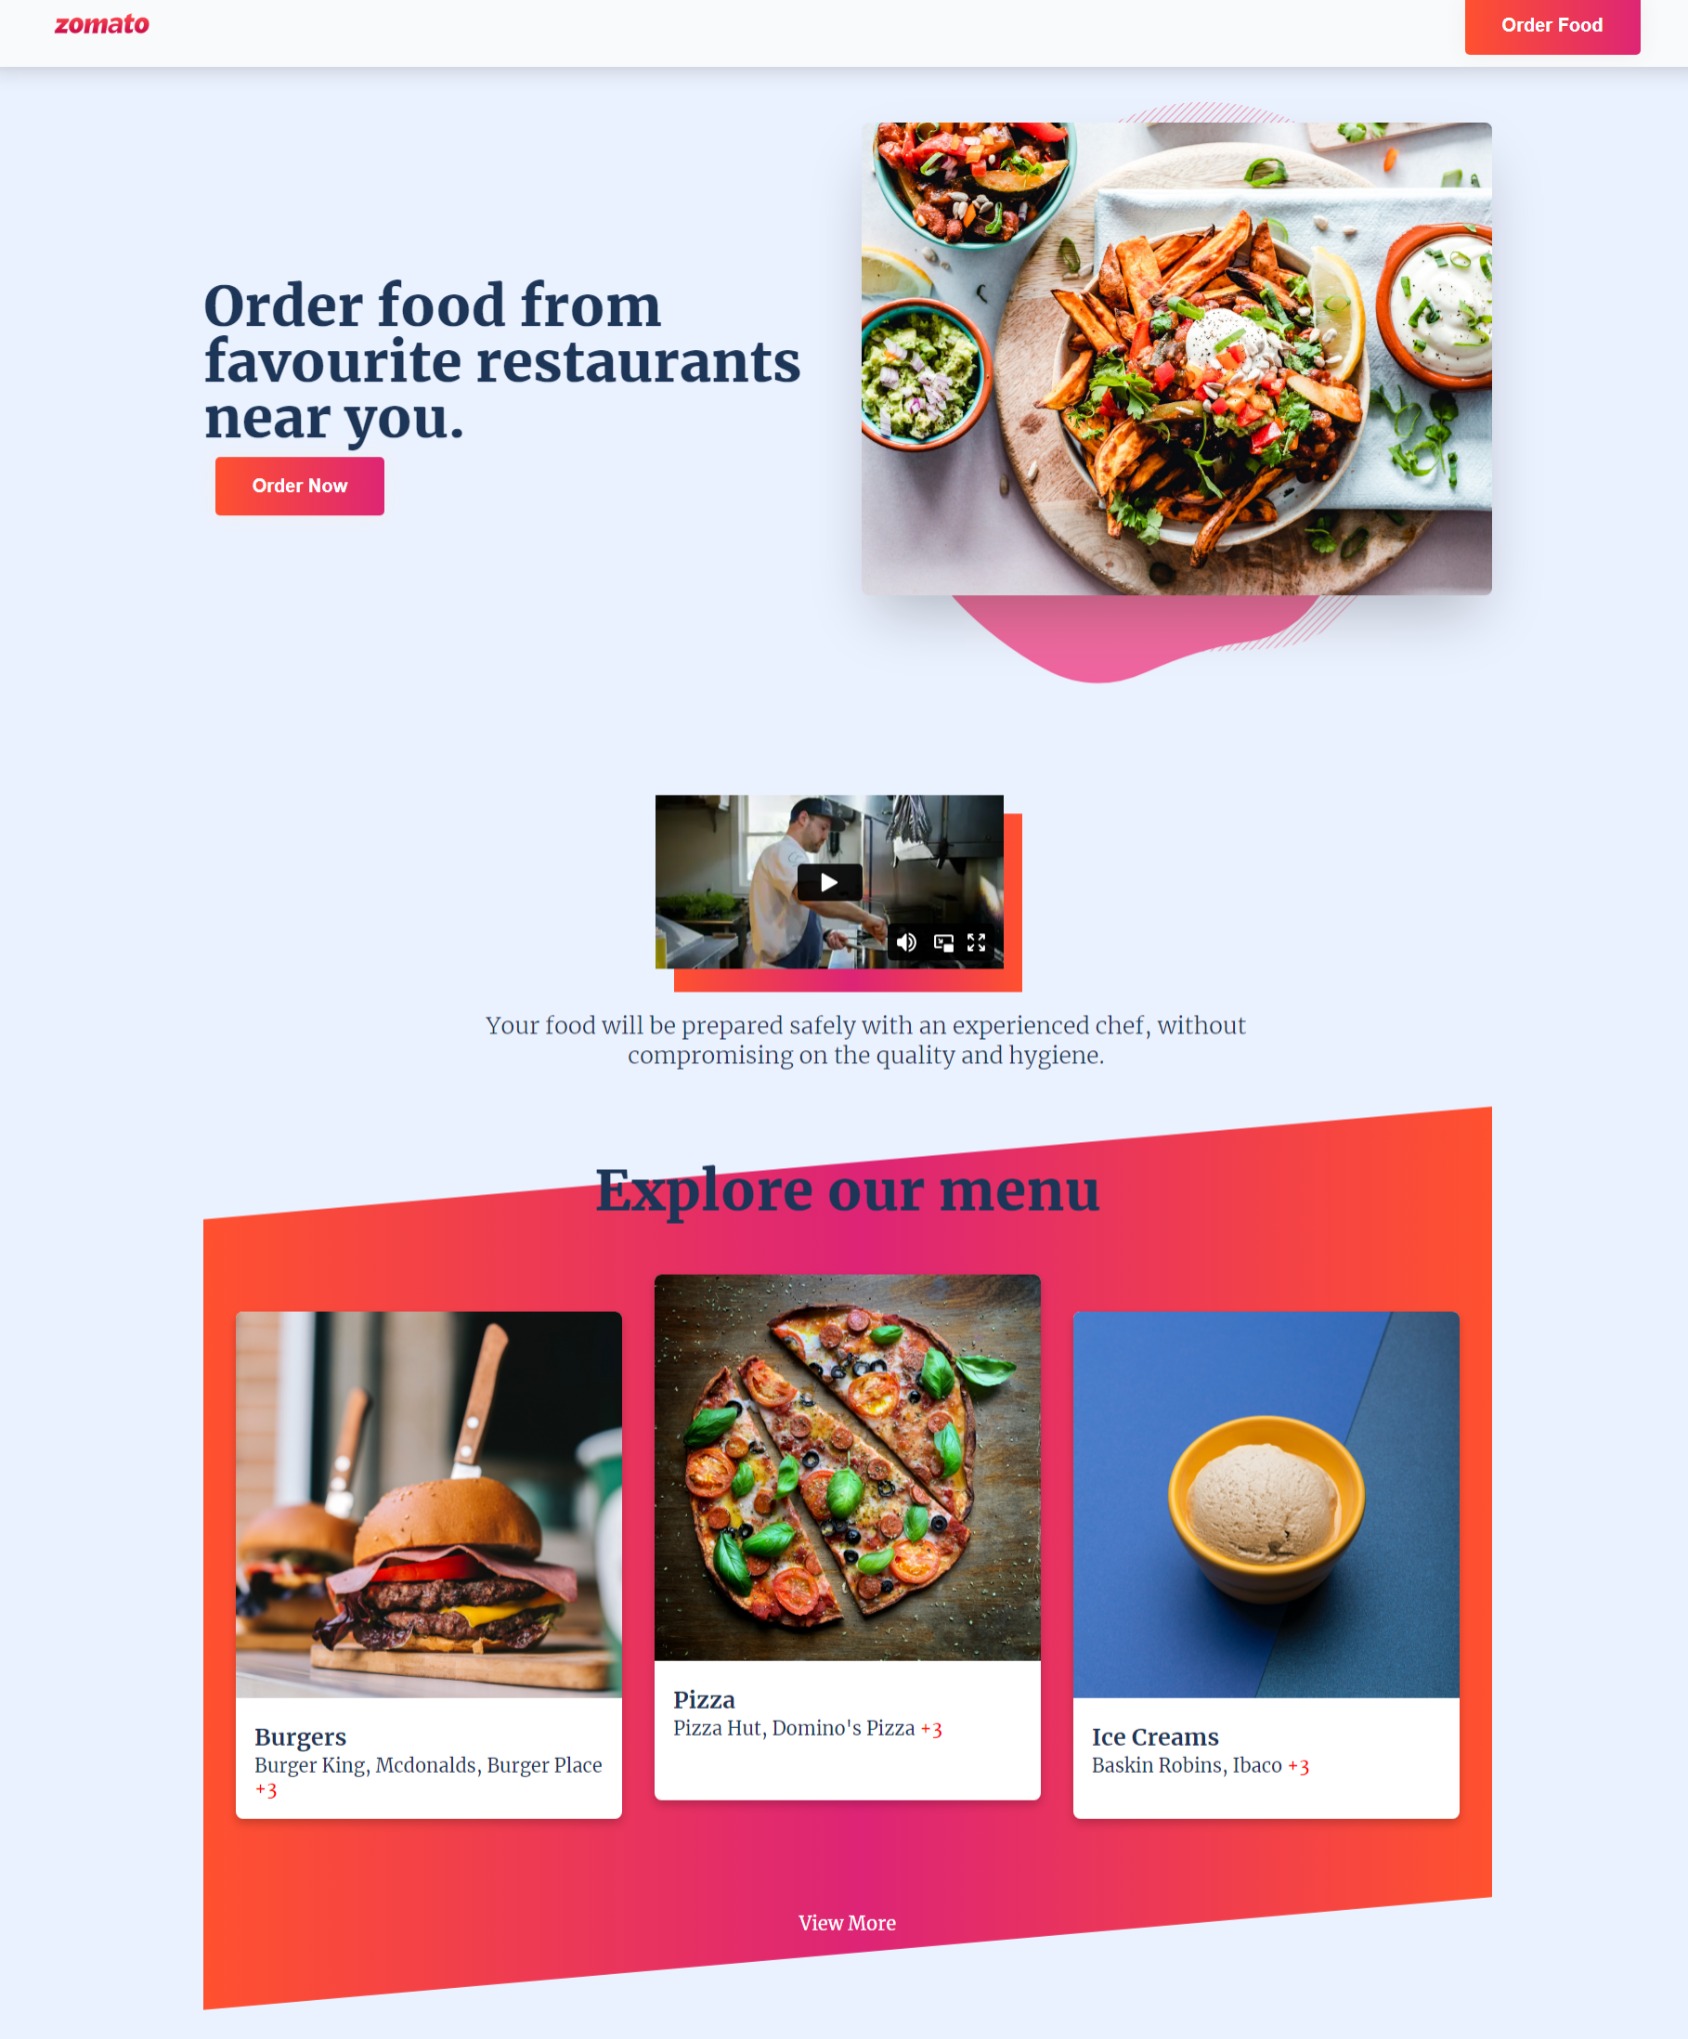 zomato
Order Food
Order food from
favourite restaurants
near you.
Order Now
Your food will be prepared safely with an experienced chef, without
compromising on the quality and hygiene.
Explore our menu
Burgers
Burger King, Mcdonalds, Burger Place
+3
Pizza
Pizza Hut, Domino's Pizza +3
Ice Creams
Baskin Robins, Ibaco +3
View More